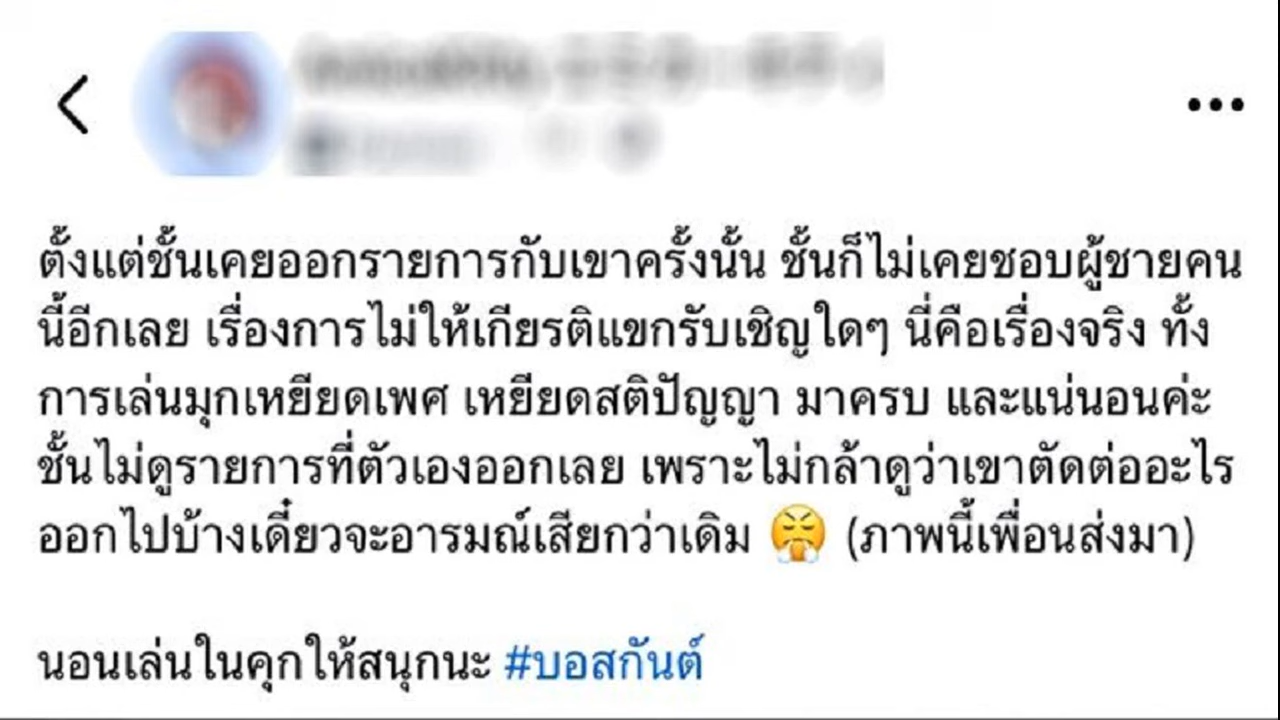 ตั้งแต่ชั้นเคยออกรายการกับเขาครั้งนั้น ชั้นก็ไม่เคยชอบผู้ชายคน
นี้อีกเลย เรื่องการไม่ให้เกียรติแขกรับเชิญใดๆ นี่คือเรื่องจริง ทั้ง
การเล่นมุกเหยียดเพศ เหยียดสติปัญญา มาครบ และแน่นอนค่ะ
ชั้นไม่ดูรายการที่ตัวเองออกเลย เพราะไม่กล้าดูว่าเขาตัดต่ออะไร
ออกไปบ้างเดี๋ยวจะอารมณ์เสียกว่าเดิม 😤 (ภาพนี้เพื่อนส่งมา)
นอนเล่นในคุกให้สนุกนะ #บอสกันต์